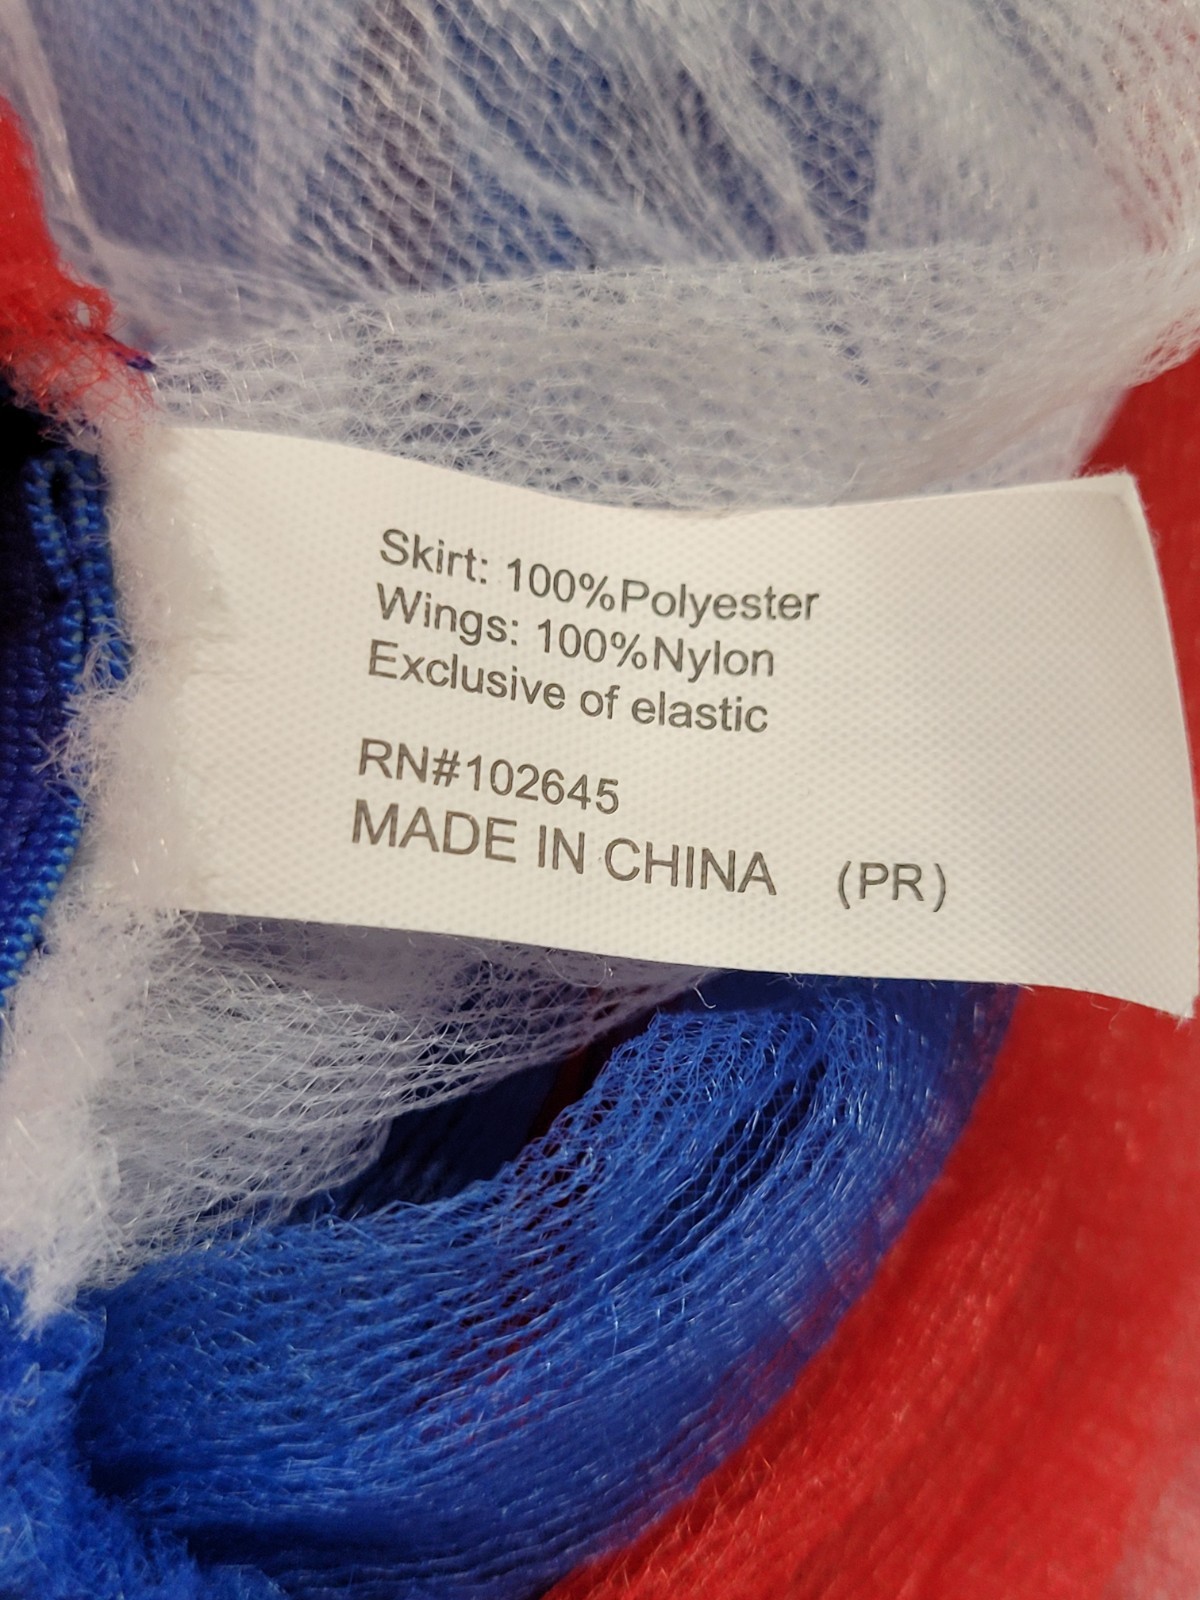 Skirt: 100%Polyester
Wings: 100%Nylon
Exclusive of elastic
RN#102645
MADE IN CHINA (PR)